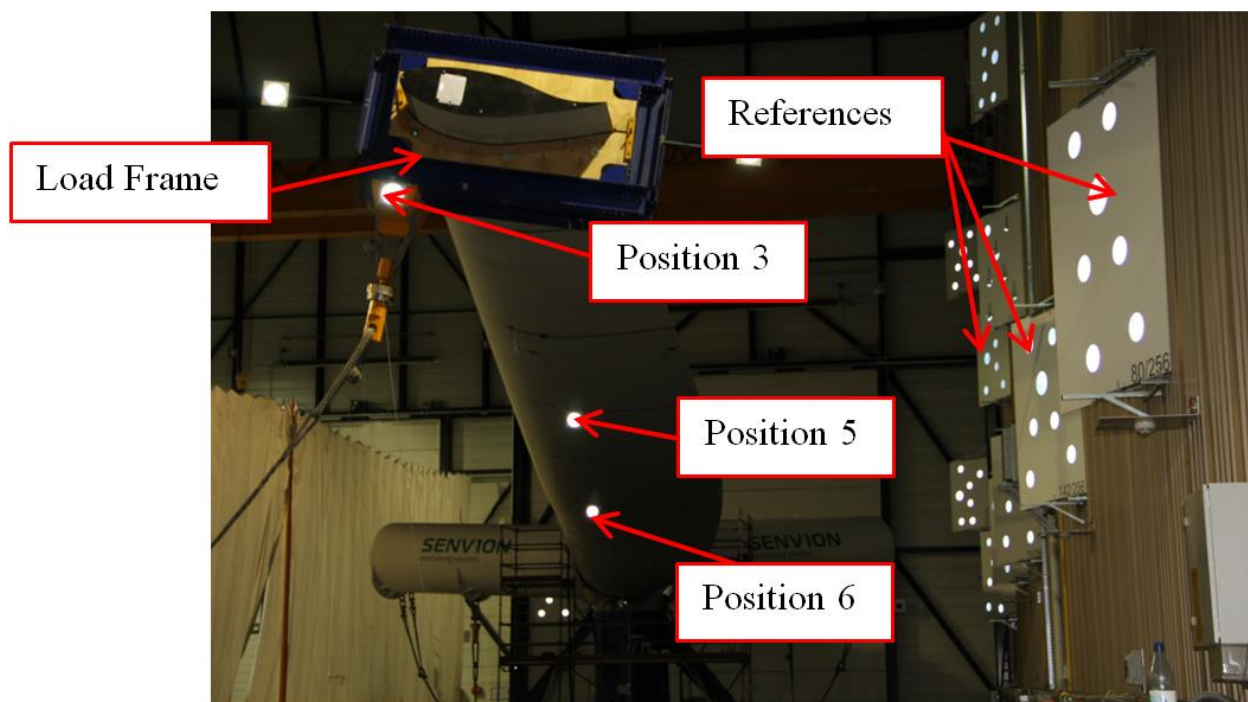 References
Load Frame
Position 3
80/256
Position 5
SENVION
SENVION
Position 6